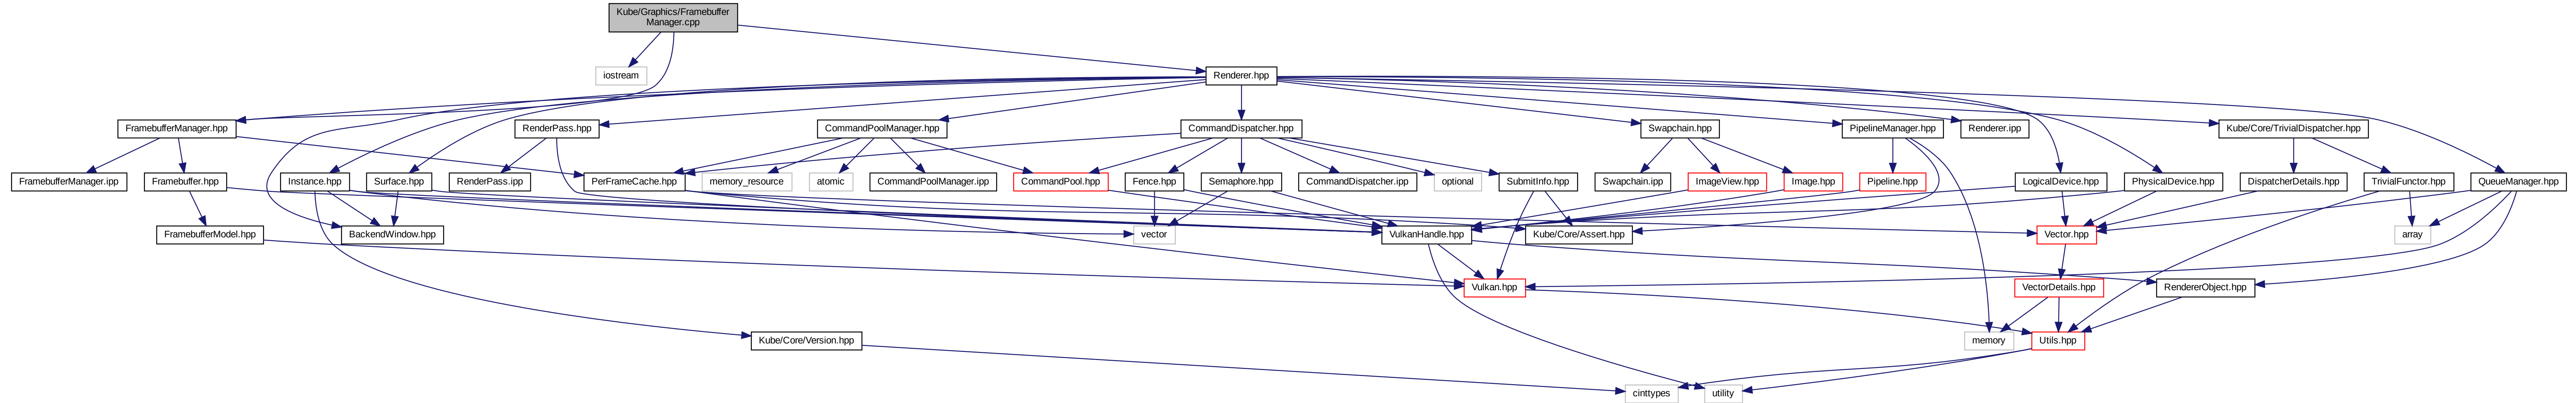 Kube/Graphics/Framebuffer
Manager.cpp
iostream
Renderer.hpp
FramebufferManager.hpp
RenderPass.hpp
CommandPoolManager.hpp
CommandDispatcher.hpp
Swapchain.hpp
PipelineManager.hpp
Renderer.ipp
Kube/Core/TrivialDispatcher.hpp
FramebufferManager.ipp
Framebuffer.hpp
Instance.hpp
Surface.hpp
RenderPass.ipp
PerFrameCache.hpp
memory_resource
atomic
CommandPoolManager.ipp
CommandPool.hpp
Fence.hpp
Semaphore.hpp
CommandDispatcher.ipp
optional
SubmitInfo.hpp
Swapchain.ipp
ImageView.hpp
Image.hpp
Pipeline.hpp
LogicalDevice.hpp
PhysicalDevice.hpp
DispatcherDetails.hpp
TrivialFunctor.hpp
QueueManager.hpp
FramebufferModel.hpp
BackendWindow.hpp
vector
VulkanHandle.hpp
Kube/Core/Assert.hpp
Vector.hpp
array
Vulkan.hpp
VectorDetails.hpp
RendererObject.hpp
Kube/Core/Version.hpp
memory
Utils.hpp
cinttypes
utility